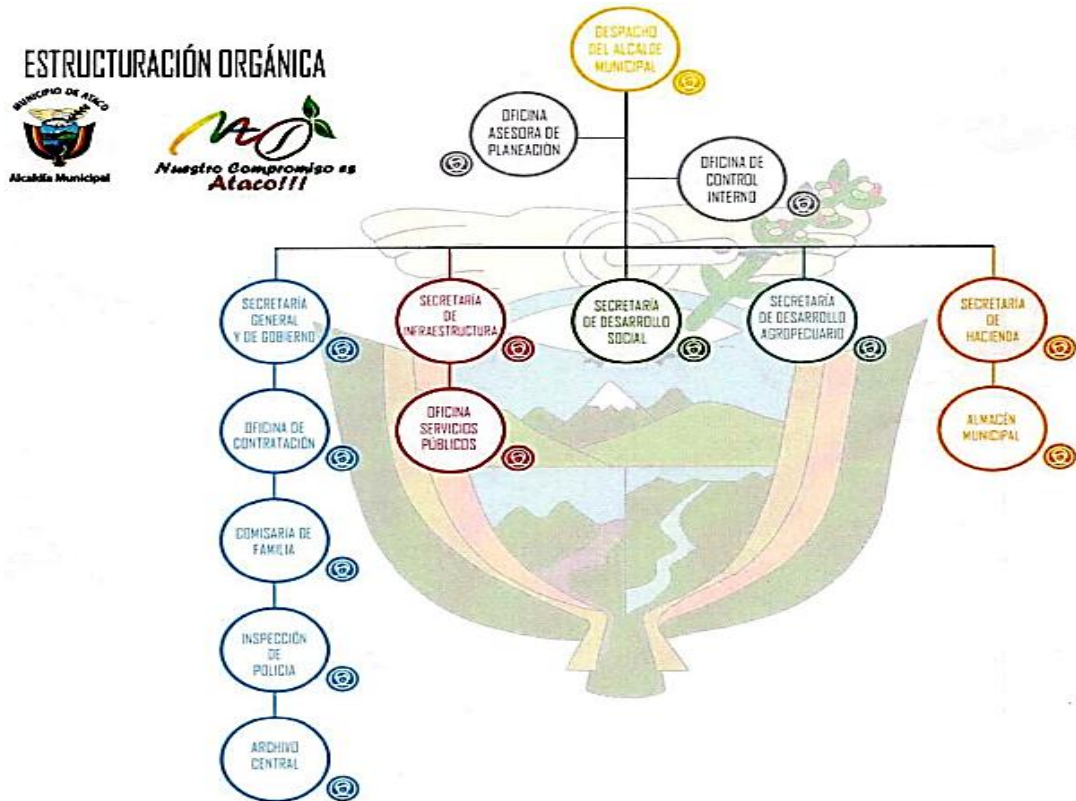 ESTRUCTURACIÓN ORGÁNICA
MUNICIPIO DE ATACO
Alcaldía Municipal
Nuestro Compromiso es
Ataco!!!
DESPACHO
DEL ALCALDE
MUNICIPAL
OFICINA
ASESORA DE
PLANEACIÓN
OFICINA DE
CONTROL
INTERNO
SECRETARÍA
GENERAL
Y DE GOBIERNO
SECRETARÍA
DE
INFRAESTRUCTURA
SECRETARÍA
DE DESARROLLO
SOCIAL
SECRETARÍA
DE DESARROLLO
AGROPECUARIO
SECRETARÍA
DE
HACIENDA
OFICINA DE
CONTRATACIÓN
OFICINA
SERVICIOS
PÚBLICOS
ALMACÉN
MUNICIPAL
COMISARIA DE
FAMILIA
INSPECCIÓN
DE
POLICIA
ARCHIVO
CENTRAL